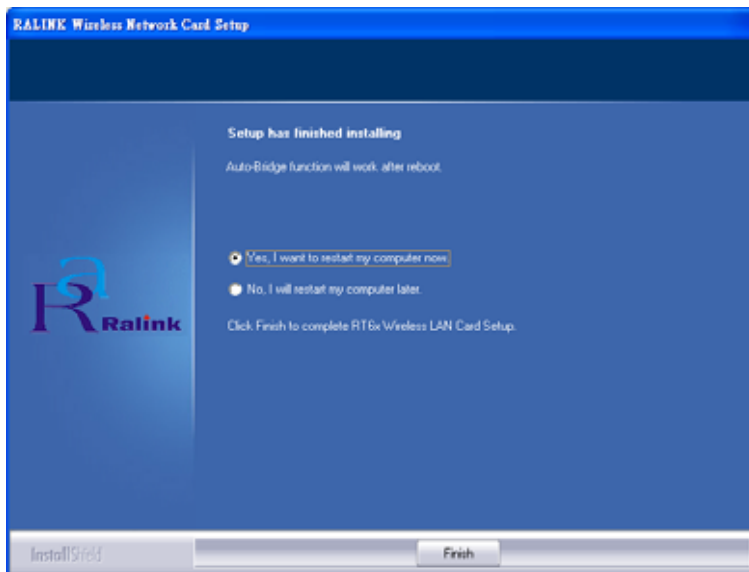 RALINK Wireless Network Card Setup
Setup has finished installing
Auto-Bridge function will work after reboot.
Yes, I want to restart my computer now.
No, I will restart my computer later.
Click Finish to complete RT6x Wireless LAN Card Setup.
Ra
Ralink
InstallShield
Finish